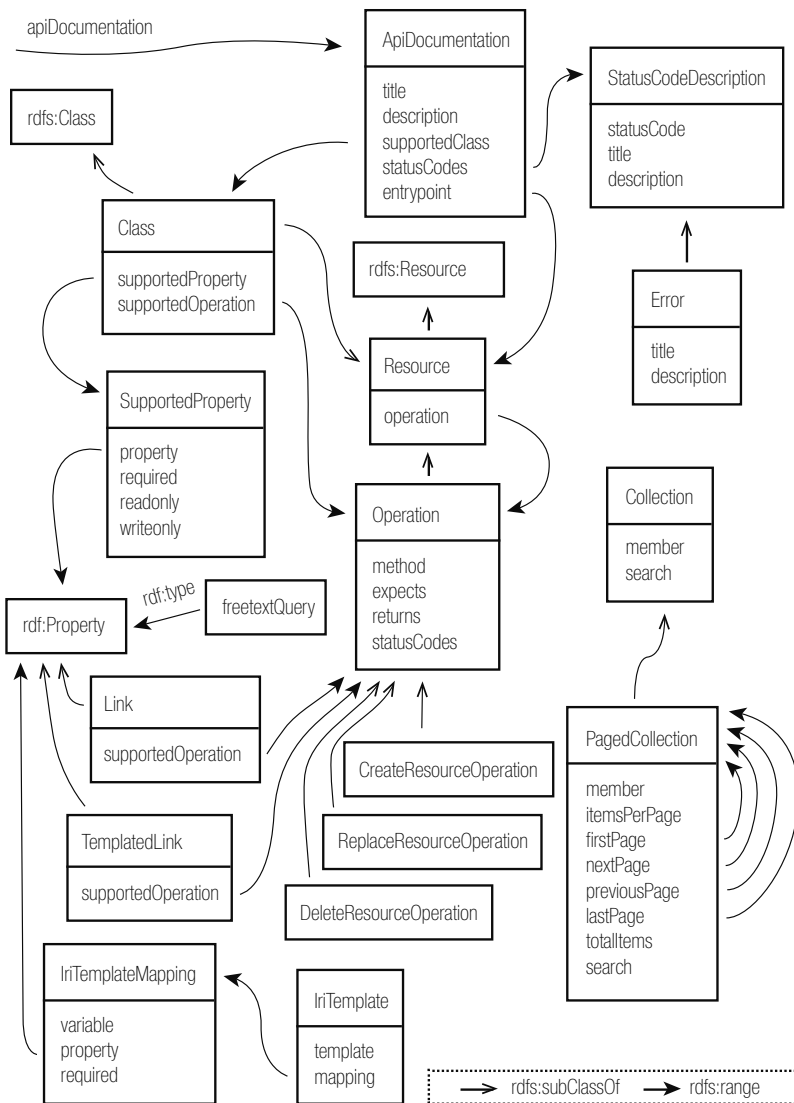 apiDocumentation
ApiDocumentation
title
description
supportedClass
statusCodes
entrypoint
StatusCodeDescription
statusCode
title
description
rdfs:Class
Class
supportedProperty
supportedOperation
rdfs:Resource
Error
title
description
Resource
operation
SupportedProperty
property
required
readonly
writeonly
Operation
method
expects
returns
statusCodes
Collection
member
search
rdf:type
freetextQuery
rdf:Property
Link
supportedOperation
CreateResourceOperation
PagedCollection
member
itemsPerPage
firstPage
nextPage
previousPage
lastPage
totalItems
search
TemplatedLink
supportedOperation
ReplaceResourceOperation
DeleteResourceOperation
IriTemplateMapping
variable
property
required
IriTemplate
template
mapping
rdfs:subClassOf
rdfs:range